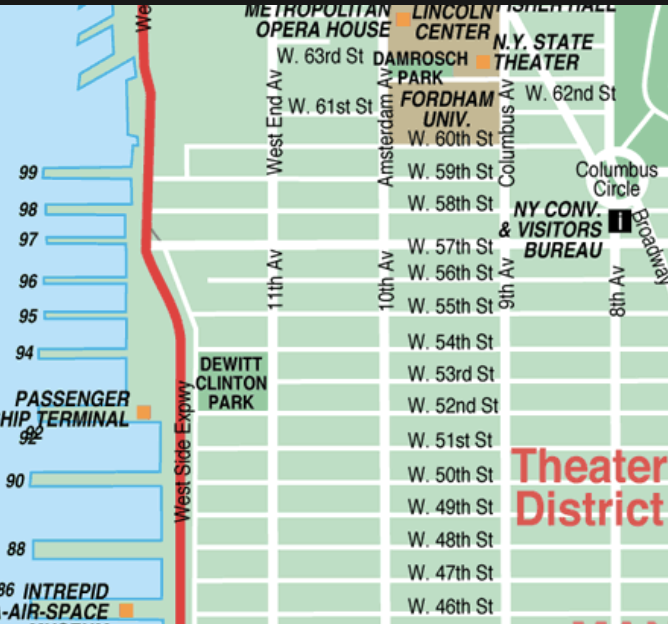 METROPOLITAN
OPERA HOUSE
LINCOLN
CENTER
FISHER HALL
N.Y. STATE
THEATER
W. 63rd St
DAMROSCH
PARK
W. 62nd St
W. 61st St
FORDHAM
UNIV.
West End Av
Amsterdam Av
Columbus Av
W. 60th St
W. 59th St
W. 58th St
W. 57th St
W. 56th St
W. 55th St
W. 54th St
W. 53rd St
W. 52nd St
W. 51st St
W. 50th St
W. 49th St
W. 48th St
W. 47th St
W. 46th St
Columbus
Circle
NY CONV.
& VISITORS
BUREAU
i
Broadway
11th Av
10th Av
9th Av
8th Av
99
98
97
96
95
94
DEWITT
CLINTON
PARK
PASSENGER
HIP TERMINAL
92
90
88
86
INTREPID
-AIR-SPACE
West Side Expwy
Theater
District